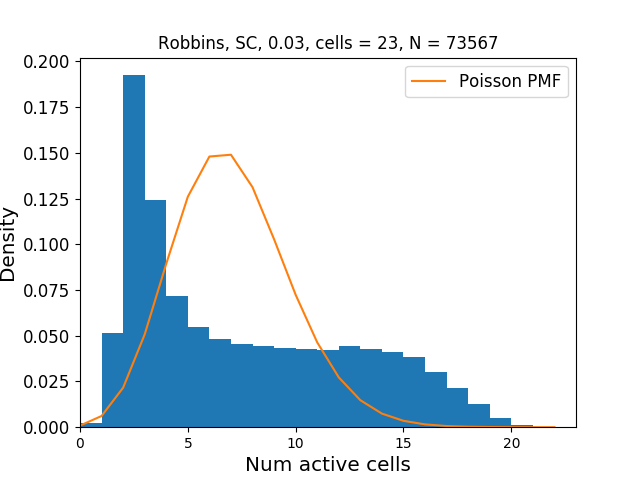 Robbins, SC, 0.03, cells = 23, N = 73567
Poisson PMF
Density
0.200
0.175
0.150
0.125
0.100
0.075
0.050
0.025
0.000
0 5 10 15 20
Num active cells